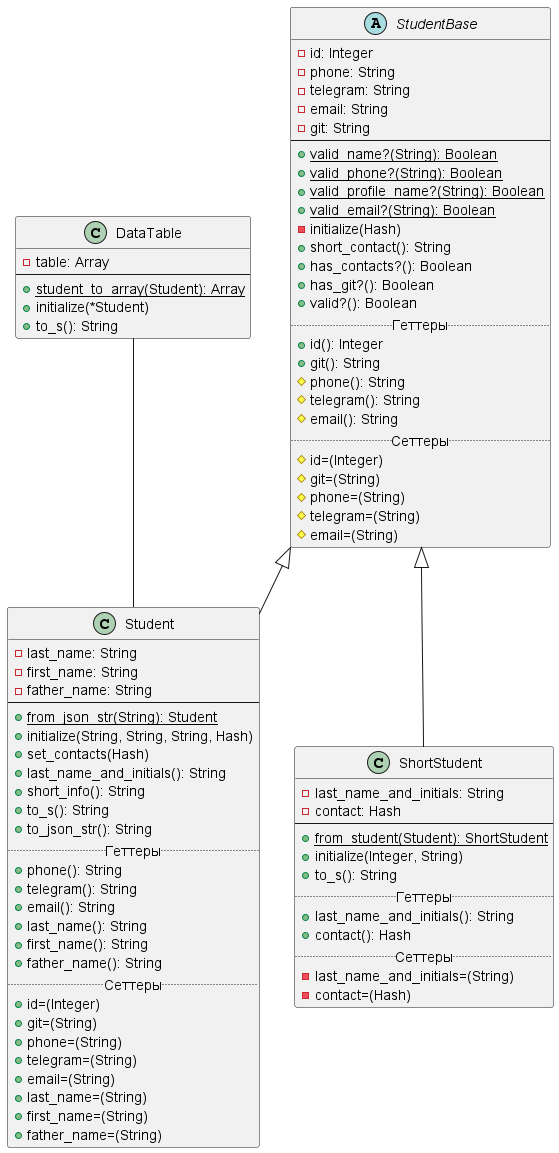 A StudentBase
id: Integer
phone: String
telegram: String
email: String
git: String
valid_name?(String): Boolean
valid_phone?(String): Boolean
valid_profile_name?(String): Boolean
valid_email?(String): Boolean
initialize(Hash)
short_contact(): String
has_contacts?(): Boolean
has_git?(): Boolean
valid?(): Boolean
Геттеры
id(): Integer
git(): String
phone(): String
telegram(): String
email(): String
Сеттеры
id=(Integer)
git=(String)
phone=(String)
telegram=(String)
email=(String)
C DataTable
table: Array
student_to_array(Student): Array
initialize(*Student)
to_s(): String
C Student
last_name: String
first_name: String
father_name: String
from_json_str(String): Student
initialize(String, String, String, Hash)
set_contacts(Hash)
last_name_and_initials(): String
short_info(): String
to_s(): String
to_json_str(): String
Геттеры
phone(): String
telegram(): String
email(): String
last_name(): String
first_name(): String
father_name(): String
Сеттеры
id=(Integer)
git=(String)
phone=(String)
telegram=(String)
email=(String)
last_name=(String)
first_name=(String)
father_name=(String)
C ShortStudent
last_name_and_initials: String
contact: Hash
from_student(Student): ShortStudent
initialize(Integer, String)
to_s(): String
Геттеры
last_name_and_initials(): String
contact(): Hash
Сеттеры
last_name_and_initials=(String)
contact=(Hash)